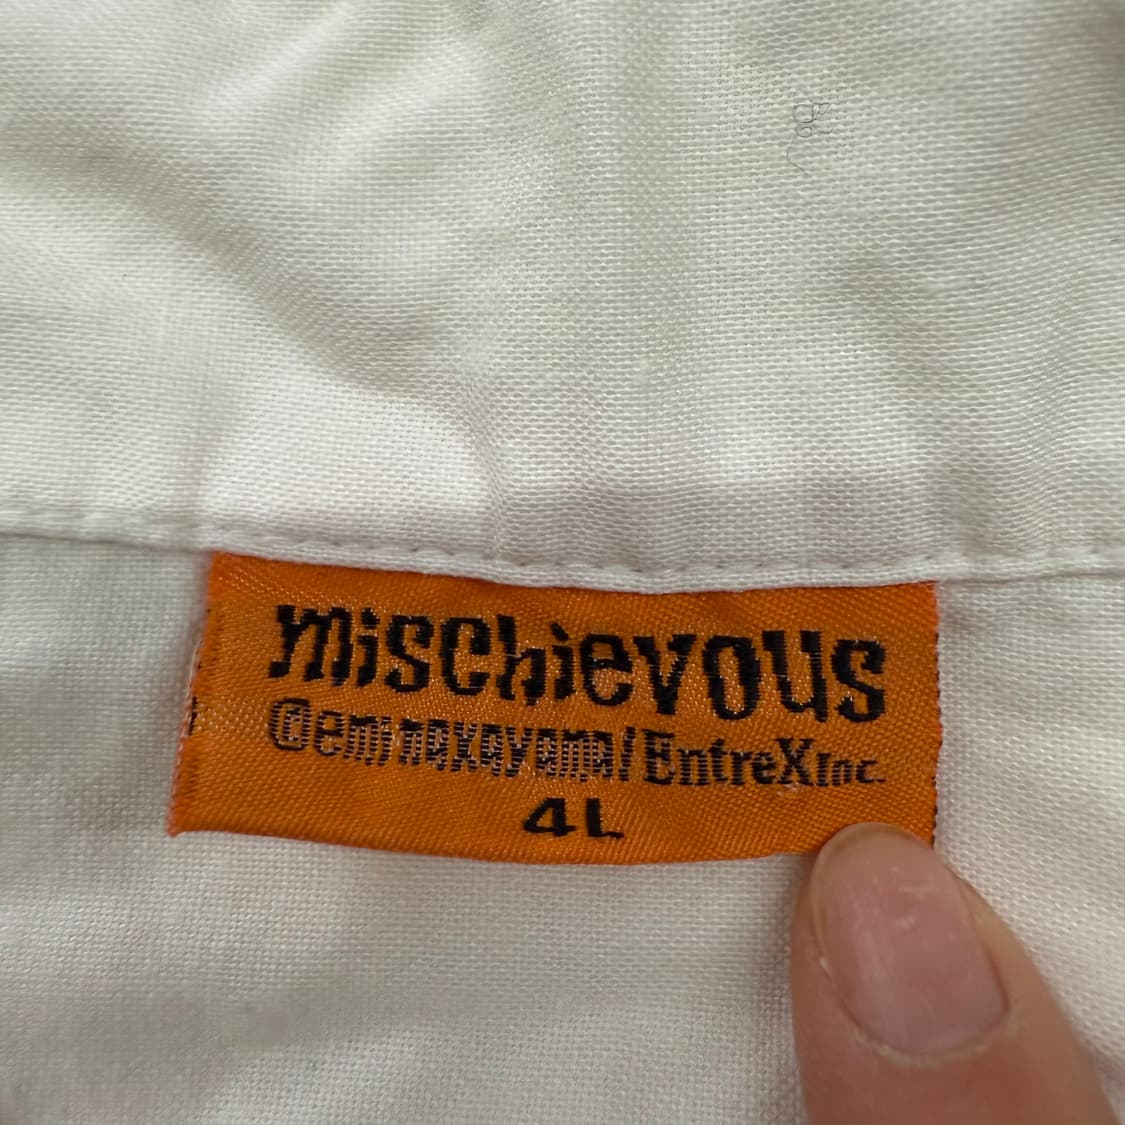 mischievous
©emi nakayama/EntreX Inc.
4L